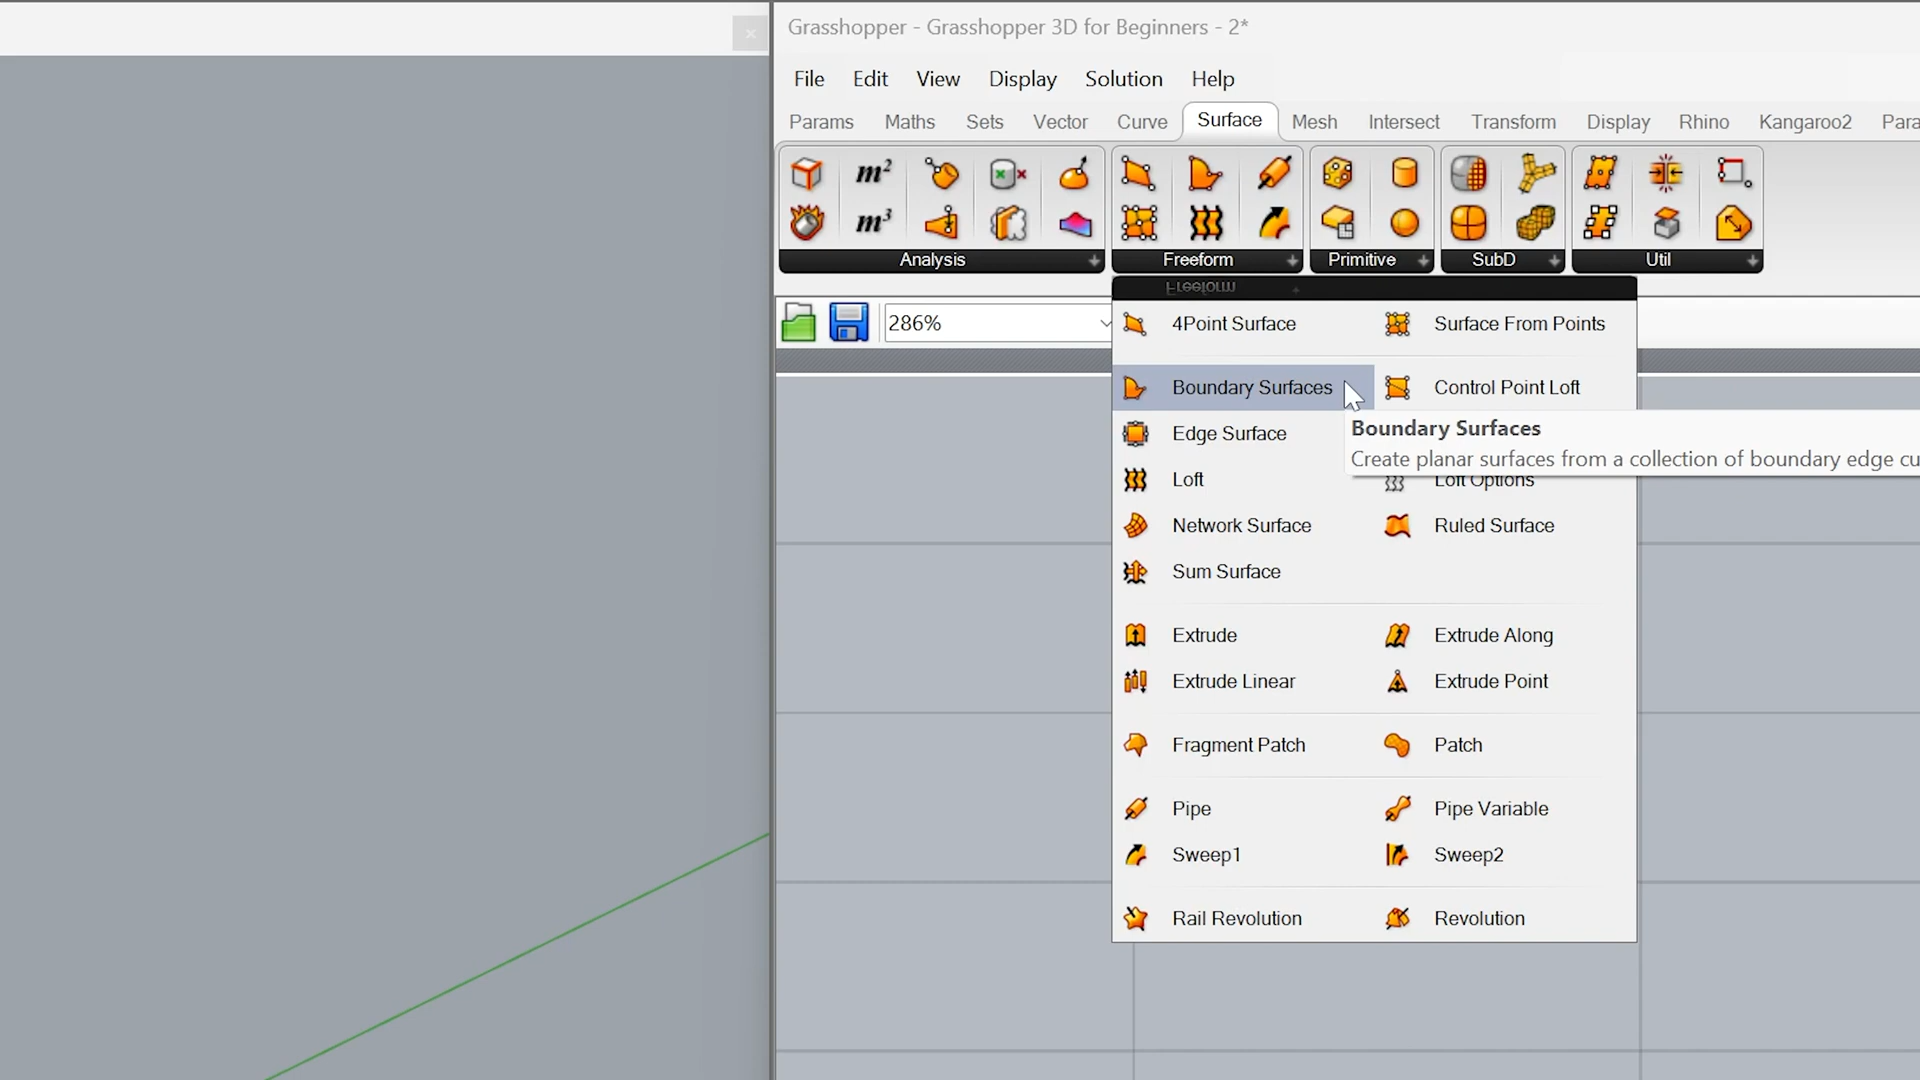 Grasshopper - Grasshopper 3D for Beginners - 2*
File Edit View Display Solution Help
Params Maths Sets Vector Curve Surface Mesh Intersect Transform Display Rhino Kangaroo2 Para
m²
m³
Analysis Freeform Primitive SubD Util
Freeform
286%
4Point Surface Surface From Points
Boundary Surfaces Control Point Loft
Boundary Surfaces
Edge Surface
Create planar surfaces from a collection of boundary edge cu
Loft Loft Options
Network Surface Ruled Surface
Sum Surface
Extrude Extrude Along
Extrude Linear Extrude Point
Fragment Patch Patch
Pipe Pipe Variable
Sweep1 Sweep2
Rail Revolution Revolution